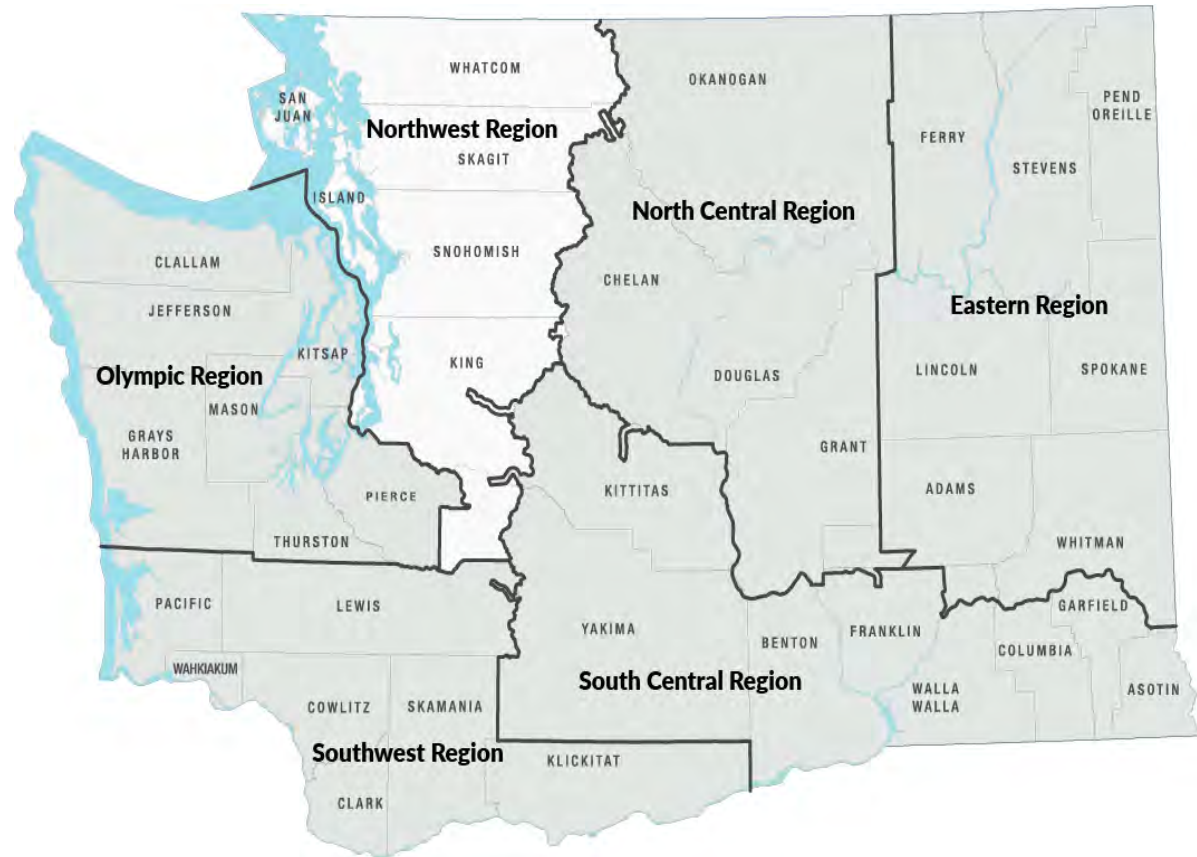 WHATCOM
OKANOGAN
SAN
JUAN
PEND
OREILLE
Northwest Region
FERRY
SKAGIT
STEVENS
ISLAND
North Central Region
SNOHOMISH
CLALLAM
CHELAN
JEFFERSON
Eastern Region
KITSAP
KING
Olympic Region
DOUGLAS
LINCOLN
SPOKANE
MASON
GRAYS
HARBOR
GRANT
KITTITAS
ADAMS
PIERCE
THURSTON
WHITMAN
PACIFIC
LEWIS
GARFIELD
YAKIMA
BENTON
FRANKLIN
COLUMBIA
WAHKIAKUM
South Central Region
ASOTIN
WALLA
WALLA
COWLITZ
SKAMANIA
Southwest Region
KLICKITAT
CLARK